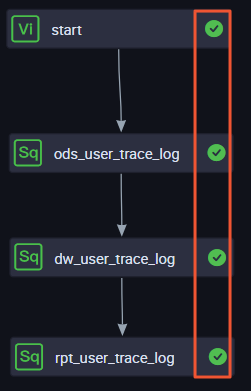 Vi start
Sq ods_user_trace_log
Sq dw_user_trace_log
Sq rpt_user_trace_log